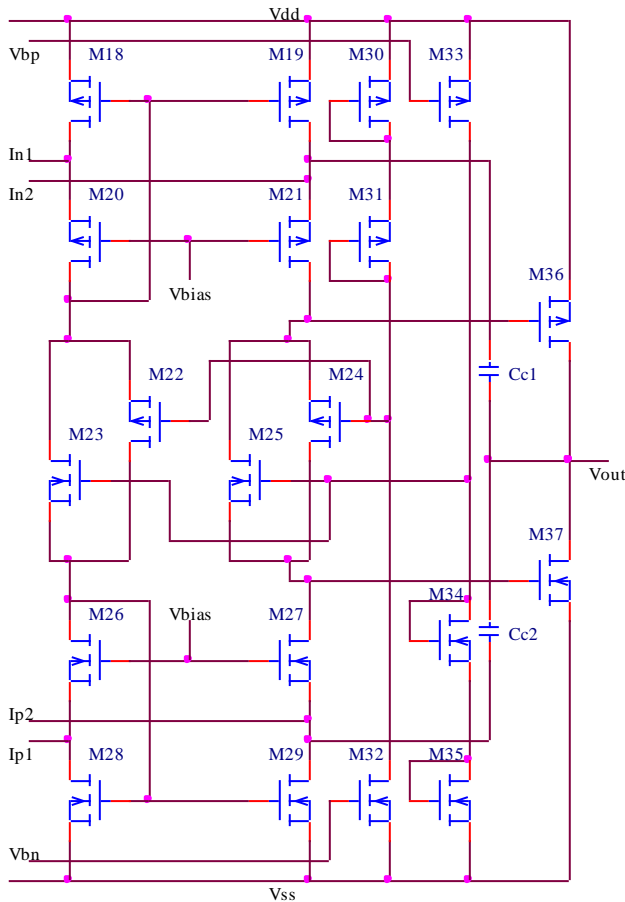 Vdd
Vbp
M18
M19
M30
M33
In1
In2
M20
M21
M31
Vbias
M36
M22
M24
Cc1
M23
M25
Vout
M37
M26
Vbias
M27
M34
Cc2
Ip2
Ip1
M28
M29
M32
M35
Vbn
Vss